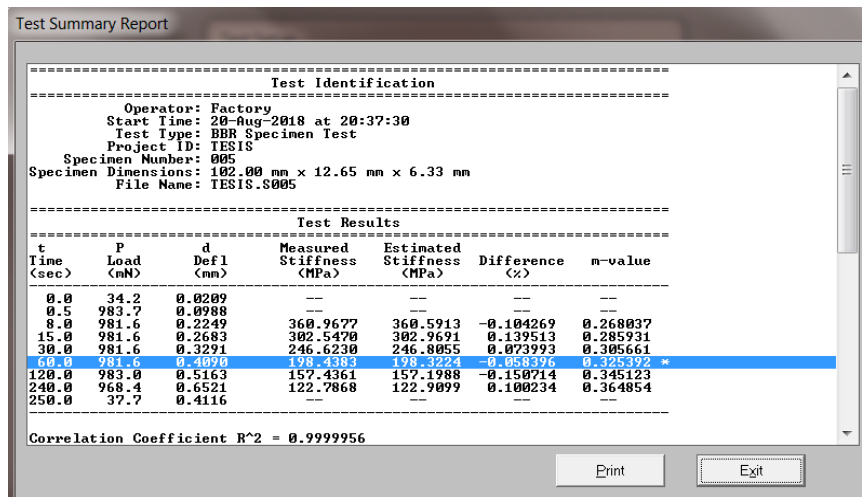 Test Summary Report
================================================================================
Test Identification
================================================================================
Operator: Factory
Start Time: 20-Aug-2018 at 20:37:30
Test Type: BBR Specimen Test
Project ID: TESIS
Specimen Number: 005
Specimen Dimensions: 102.00 mm x 12.65 mm x 6.33 mm
File Name: TESIS.S005
================================================================================
Test Results
================================================================================
t P d Measured Estimated
Time Load Defl Stiffness Stiffness Difference m-value
(sec) (mN) (mm) (MPa) (MPa) (%)
--------------------------------------------------------------------------------
0.0 34.2 0.0209 -- -- -- --
0.5 983.7 0.0988 -- -- -- --
8.0 981.6 0.2249 360.9677 360.5913 -0.104269 0.268037
15.0 981.6 0.2683 302.5470 302.9691 0.139513 0.285931
30.0 981.6 0.3291 246.6230 246.8055 0.073993 0.305661
60.0 981.6 0.4090 198.4383 198.3224 -0.058396 0.325392 *
120.0 983.0 0.5163 157.4361 157.1988 -0.150714 0.345123
240.0 968.4 0.6521 122.7868 122.9099 0.100234 0.364854
250.0 37.7 0.4116 -- -- -- --
--------------------------------------------------------------------------------
Correlation Coefficient R^2 = 0.9999956
Print Exit